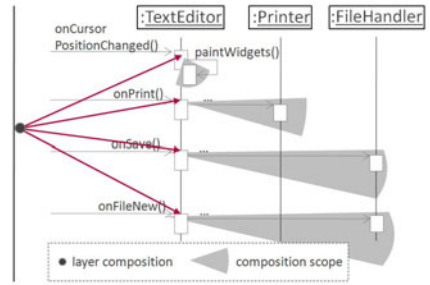 :TextEditor :Printer :FileHandler
onCursor
PositionChanged()
paintWidgets()
onPrint()
...
onSave()
...
onFileNew()
...
layer composition composition scope